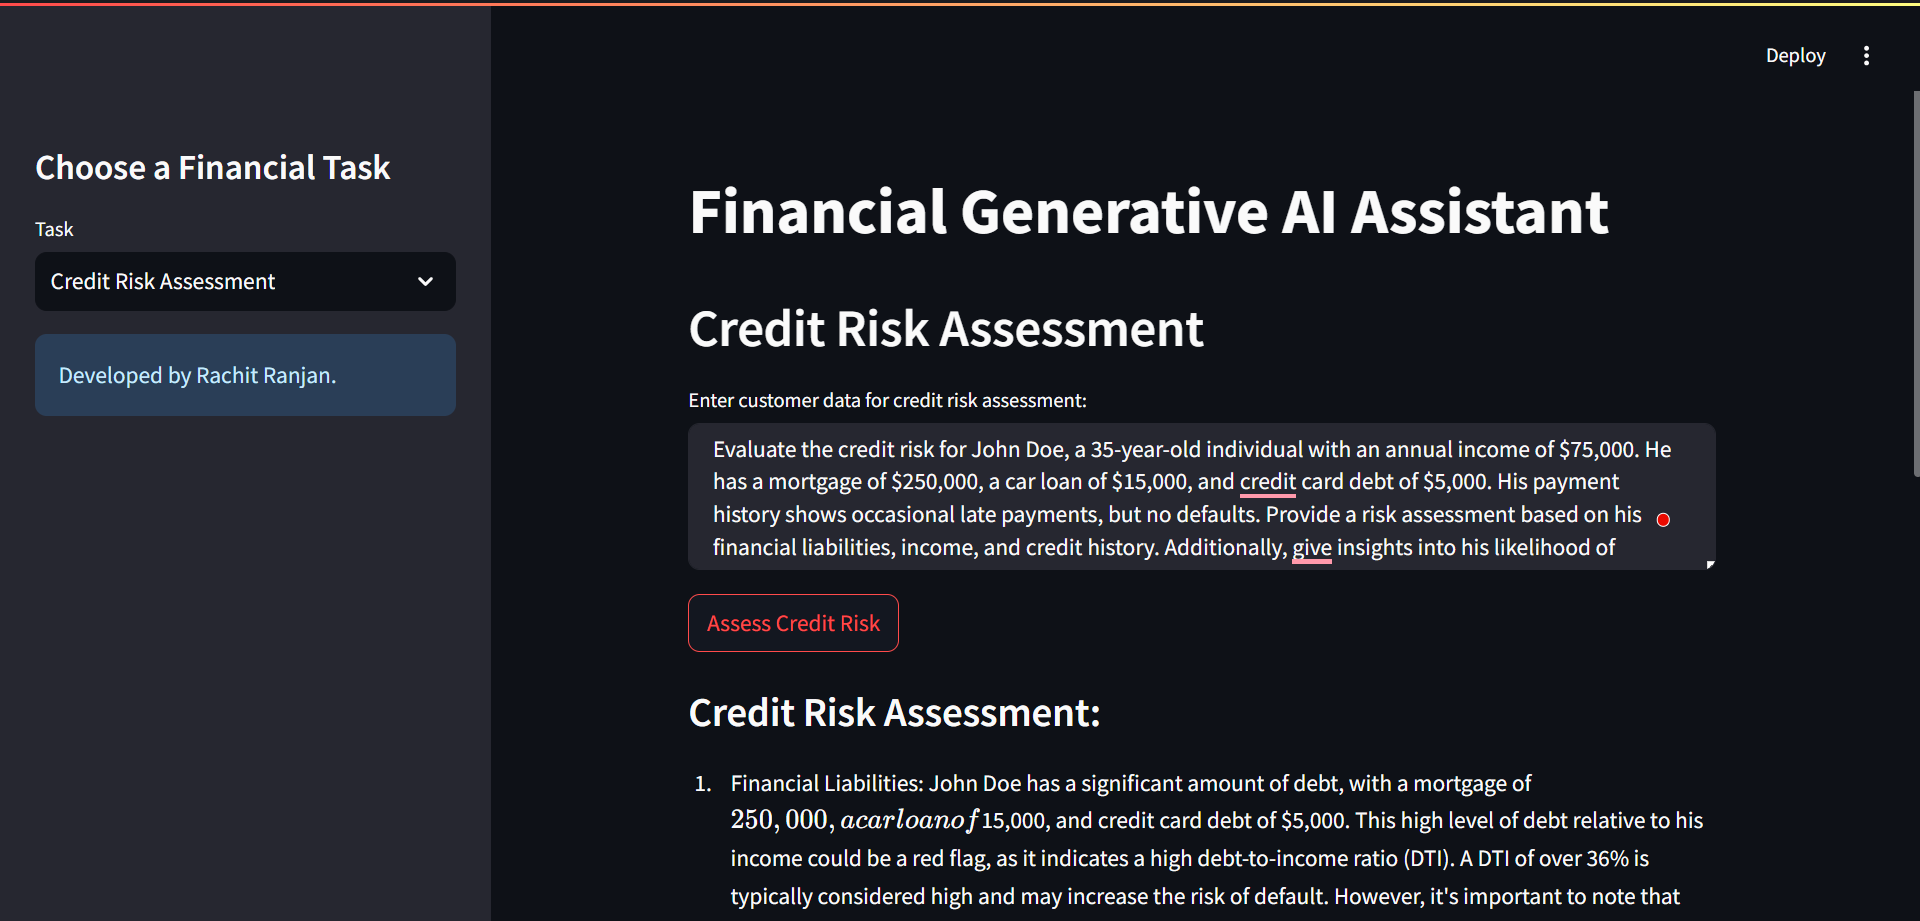 Deploy
Choose a Financial Task
Task
Credit Risk Assessment
Developed by Rachit Ranjan.
Financial Generative AI Assistant
Credit Risk Assessment
Enter customer data for credit risk assessment:
Evaluate the credit risk for John Doe, a 35-year-old individual with an annual income of $75,000. He
has a mortgage of $250,000, a car loan of $15,000, and credit card debt of $5,000. His payment
history shows occasional late payments, but no defaults. Provide a risk assessment based on his
financial liabilities, income, and credit history. Additionally, give insights into his likelihood of
Assess Credit Risk
Credit Risk Assessment:
1. Financial Liabilities: John Doe has a significant amount of debt, with a mortgage of
250,000,acarloanof15,000, and credit card debt of $5,000. This high level of debt relative to his
income could be a red flag, as it indicates a high debt-to-income ratio (DTI). A DTI of over 36% is
typically considered high and may increase the risk of default. However, it's important to note that